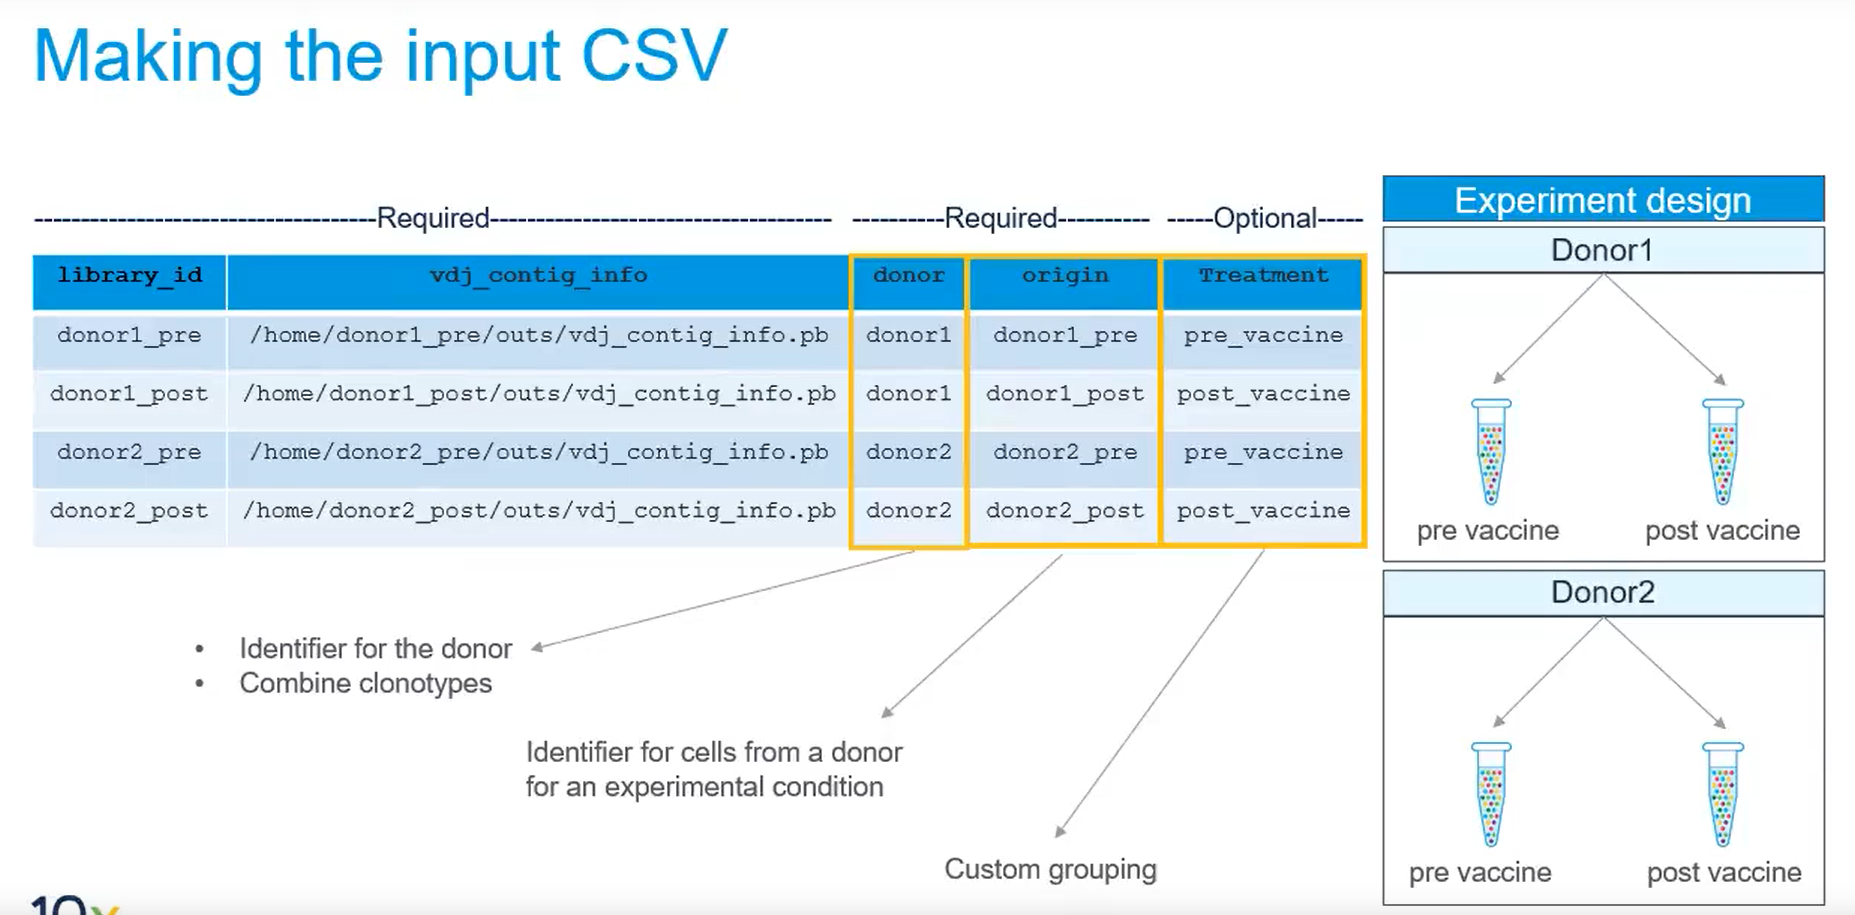 Making the input CSV
-----Required----- -----Required----- -----Optional-----
library_id vdj_contig_info donor origin Treatment
donor1_pre /home/donor1_pre/outs/vdj_contig_info.pb donor1 donor1_pre pre_vaccine
donor1_post /home/donor1_post/outs/vdj_contig_info.pb donor1 donor1_post post_vaccine
donor2_pre /home/donor2_pre/outs/vdj_contig_info.pb donor2 donor2_pre pre_vaccine
donor2_post /home/donor2_post/outs/vdj_contig_info.pb donor2 donor2_post post_vaccine
• Identifier for the donor
• Combine clonotypes
Identifier for cells from a donor
for an experimental condition
Custom grouping
Experiment design
Donor1
pre vaccine post vaccine
Donor2
pre vaccine post vaccine
10x